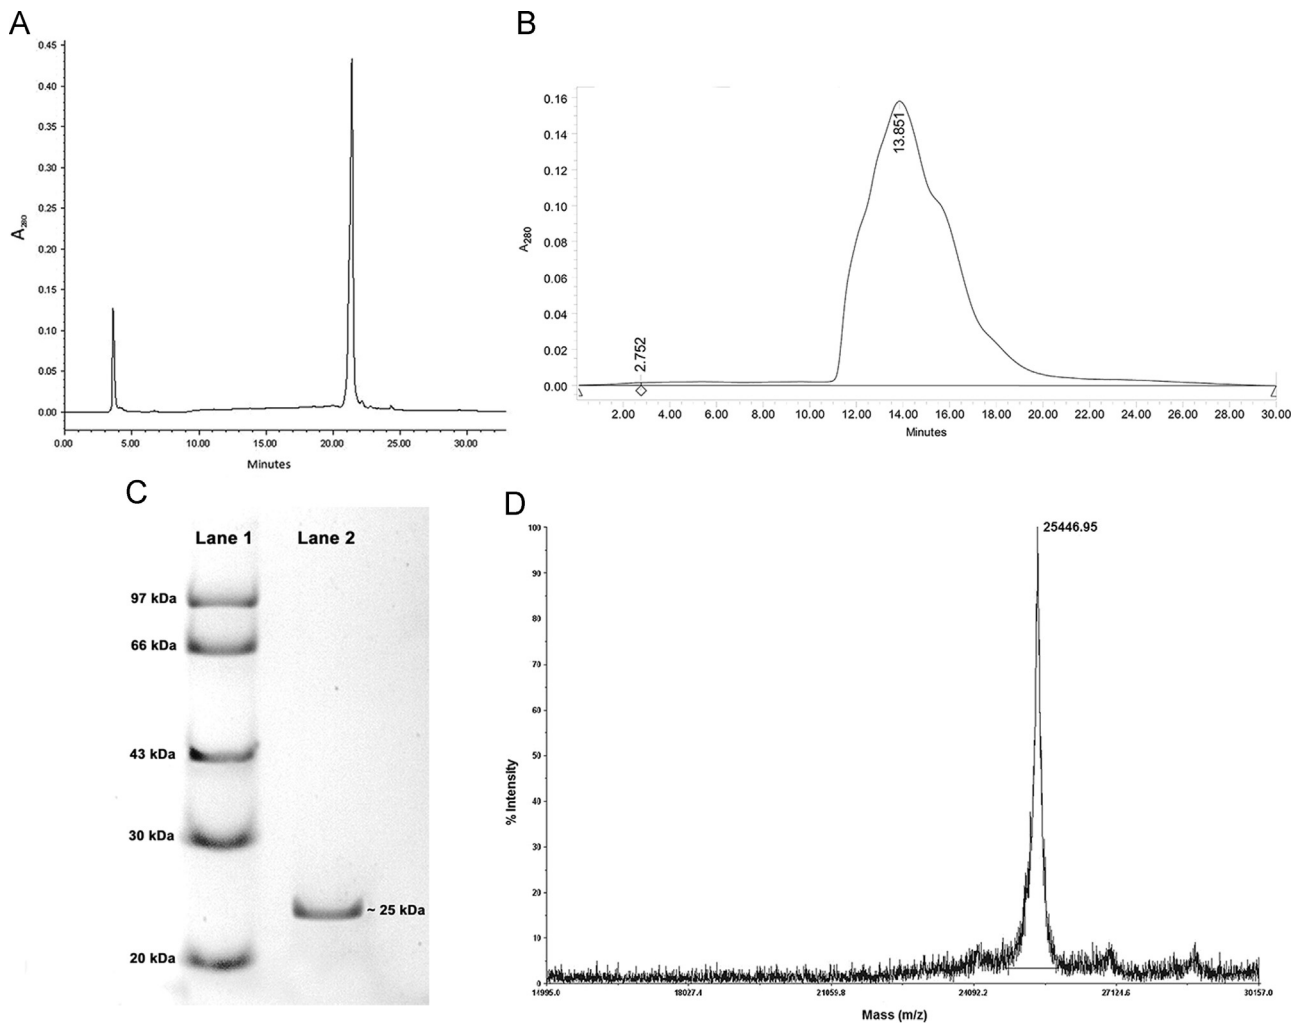 A
0.45
0.40
0.35
0.30
0.25
0.20
0.15
0.10
0.05
0.00
A280
0.00 5.00 10.00 15.00 20.00 25.00 30.00
Minutes
B
0.16
0.14
0.12
0.10
0.08
0.06
0.04
0.02
0.00
A280
13.851
2.752
2.00 4.00 6.00 8.00 10.00 12.00 14.00 16.00 18.00 20.00 22.00 24.00 26.00 28.00 30.00
Minutes
C
Lane 1 Lane 2
97 kDa
66 kDa
43 kDa
30 kDa
~ 25 kDa
20 kDa
D
100
90
80
70
60
50
40
30
20
10
0
% Intensity
25446.95
14995.0 18027.4 21059.8 24092.2 27124.6 30157.0
Mass (m/z)